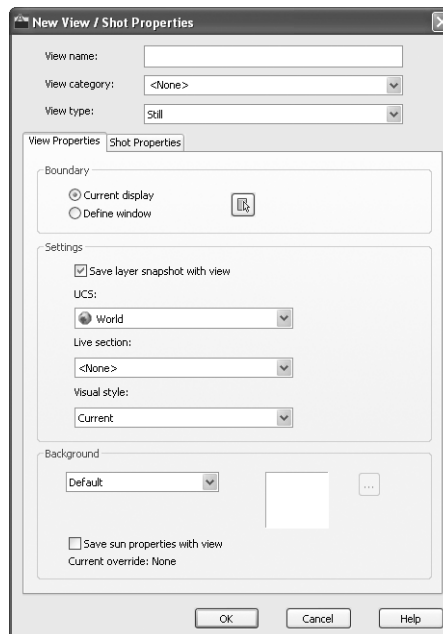 New View / Shot Properties
View name:
View category: <None>
View type: Still
View Properties Shot Properties
Boundary
Current display
Define window
Settings
Save layer snapshot with view
UCS:
World
Live section:
<None>
Visual style:
Current
Background
Default
...
Save sun properties with view
Current override: None
OK Cancel Help